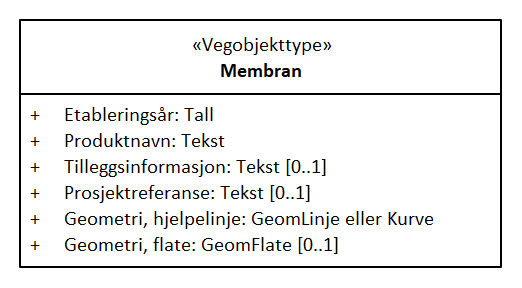 «Vegobjekttype»
Membran
+ Etableringsår: Tall
+ Produktnavn: Tekst
+ Tilleggsinformasjon: Tekst [0..1]
+ Prosjektreferanse: Tekst [0..1]
+ Geometri, hjelpelinje: GeomLinje eller Kurve
+ Geometri, flate: GeomFlate [0..1]